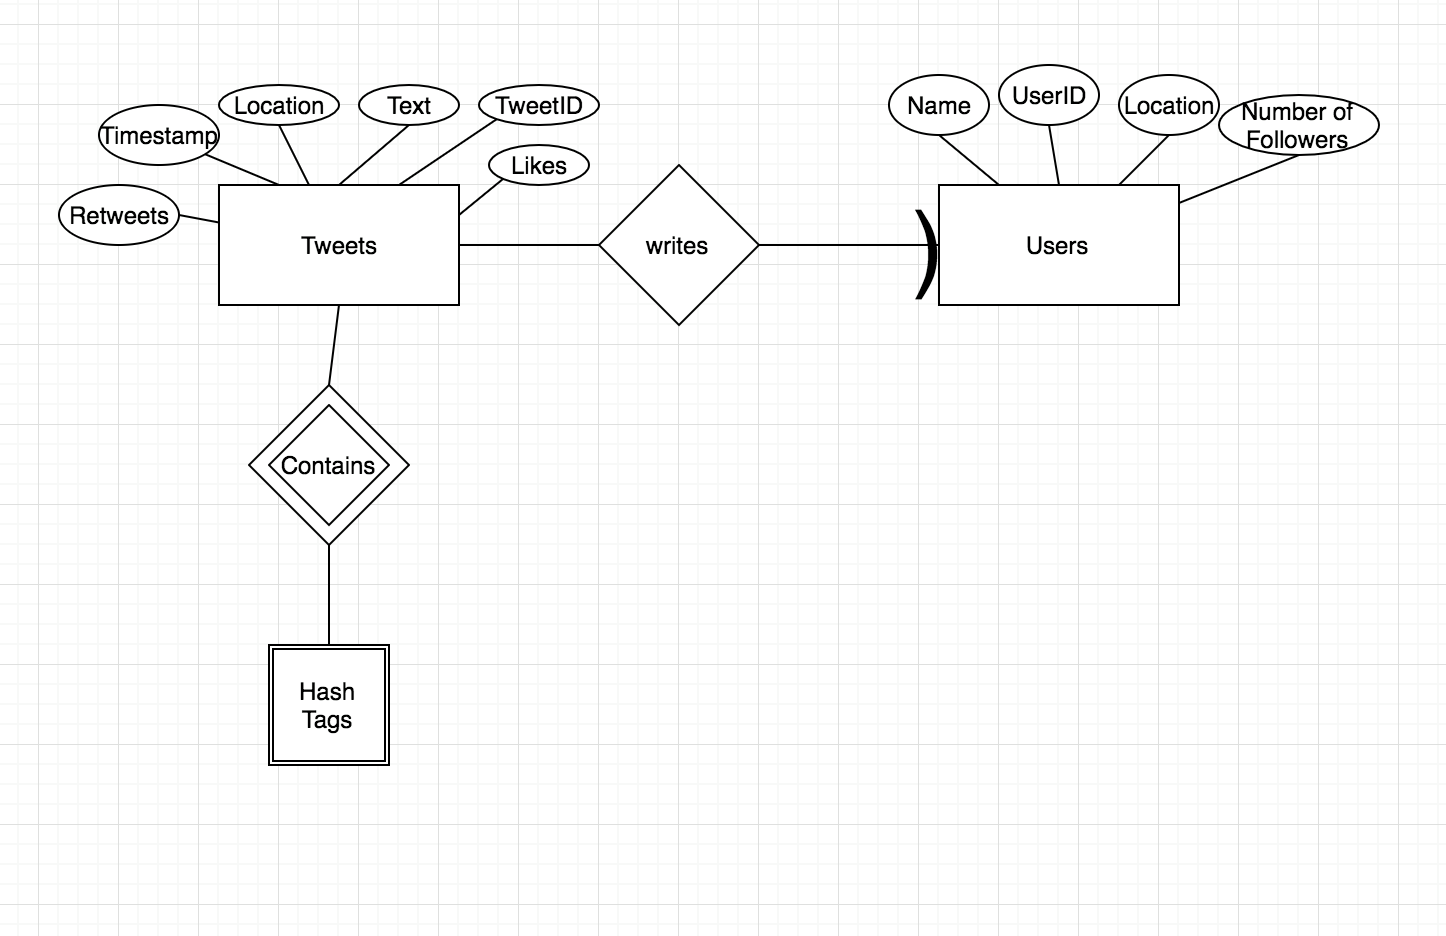 Location
Text
TweetID
Timestamp
Likes
Retweets
Tweets
writes
Name
UserID
Location
Number of
Followers
Users
Contains
Hash
Tags